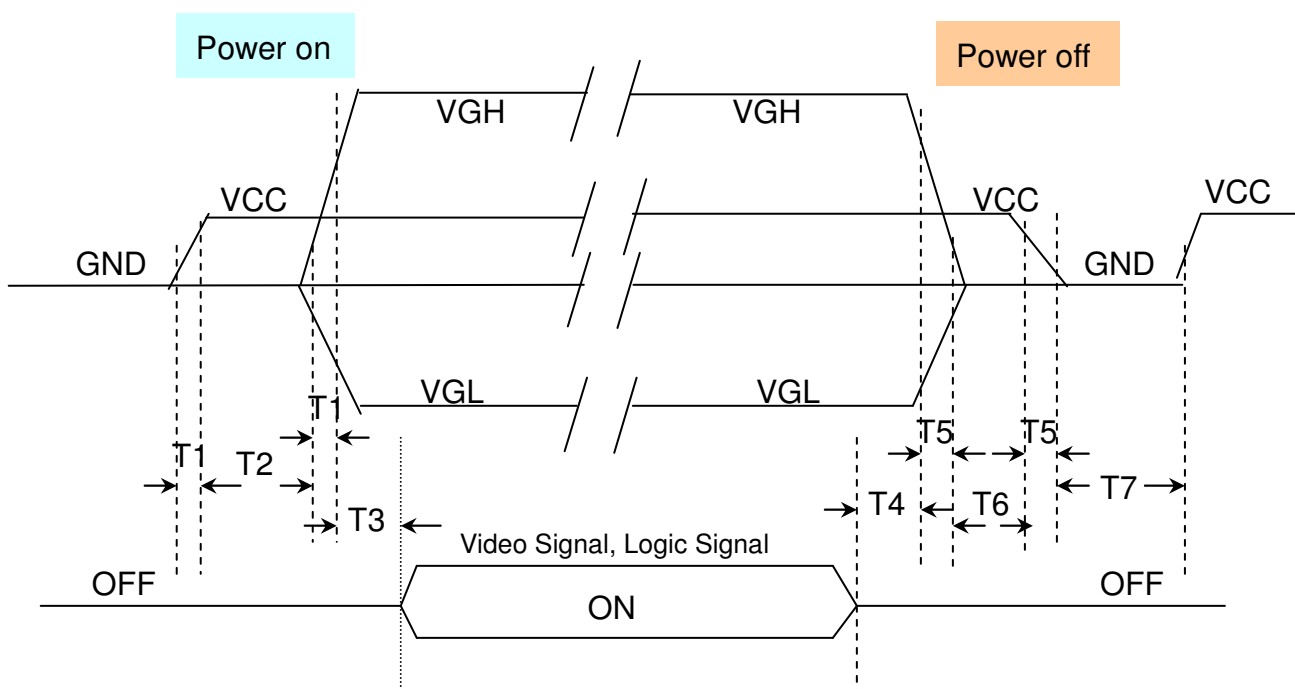 Power on
Power off
VGH
VGH
VCC
VCC
VCC
GND
GND
VGL
VGL
T1
T5
T5
T1
T2
T7
T3
T4
T6
Video Signal, Logic Signal
OFF
ON
OFF